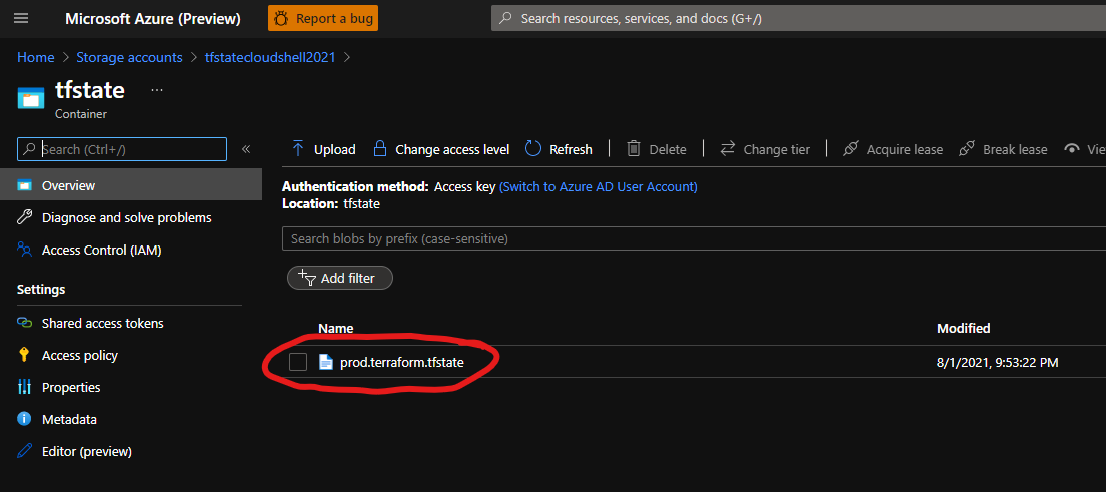 Microsoft Azure (Preview)
Report a bug
Search resources, services, and docs (G+/)
Home > Storage accounts > tfstatecloudshell2021 >
tfstate ...
Container
Search (Ctrl+/)
«
Upload
Change access level
Refresh
Delete
Change tier
Acquire lease
Break lease
Vie
Overview
Diagnose and solve problems
Access Control (IAM)
Settings
Shared access tokens
Access policy
Properties
Metadata
Editor (preview)
Authentication method: Access key (Switch to Azure AD User Account)
Location: tfstate
Search blobs by prefix (case-sensitive)
Add filter
Name
Modified
prod.terraform.tfstate
8/1/2021, 9:53:22 PM